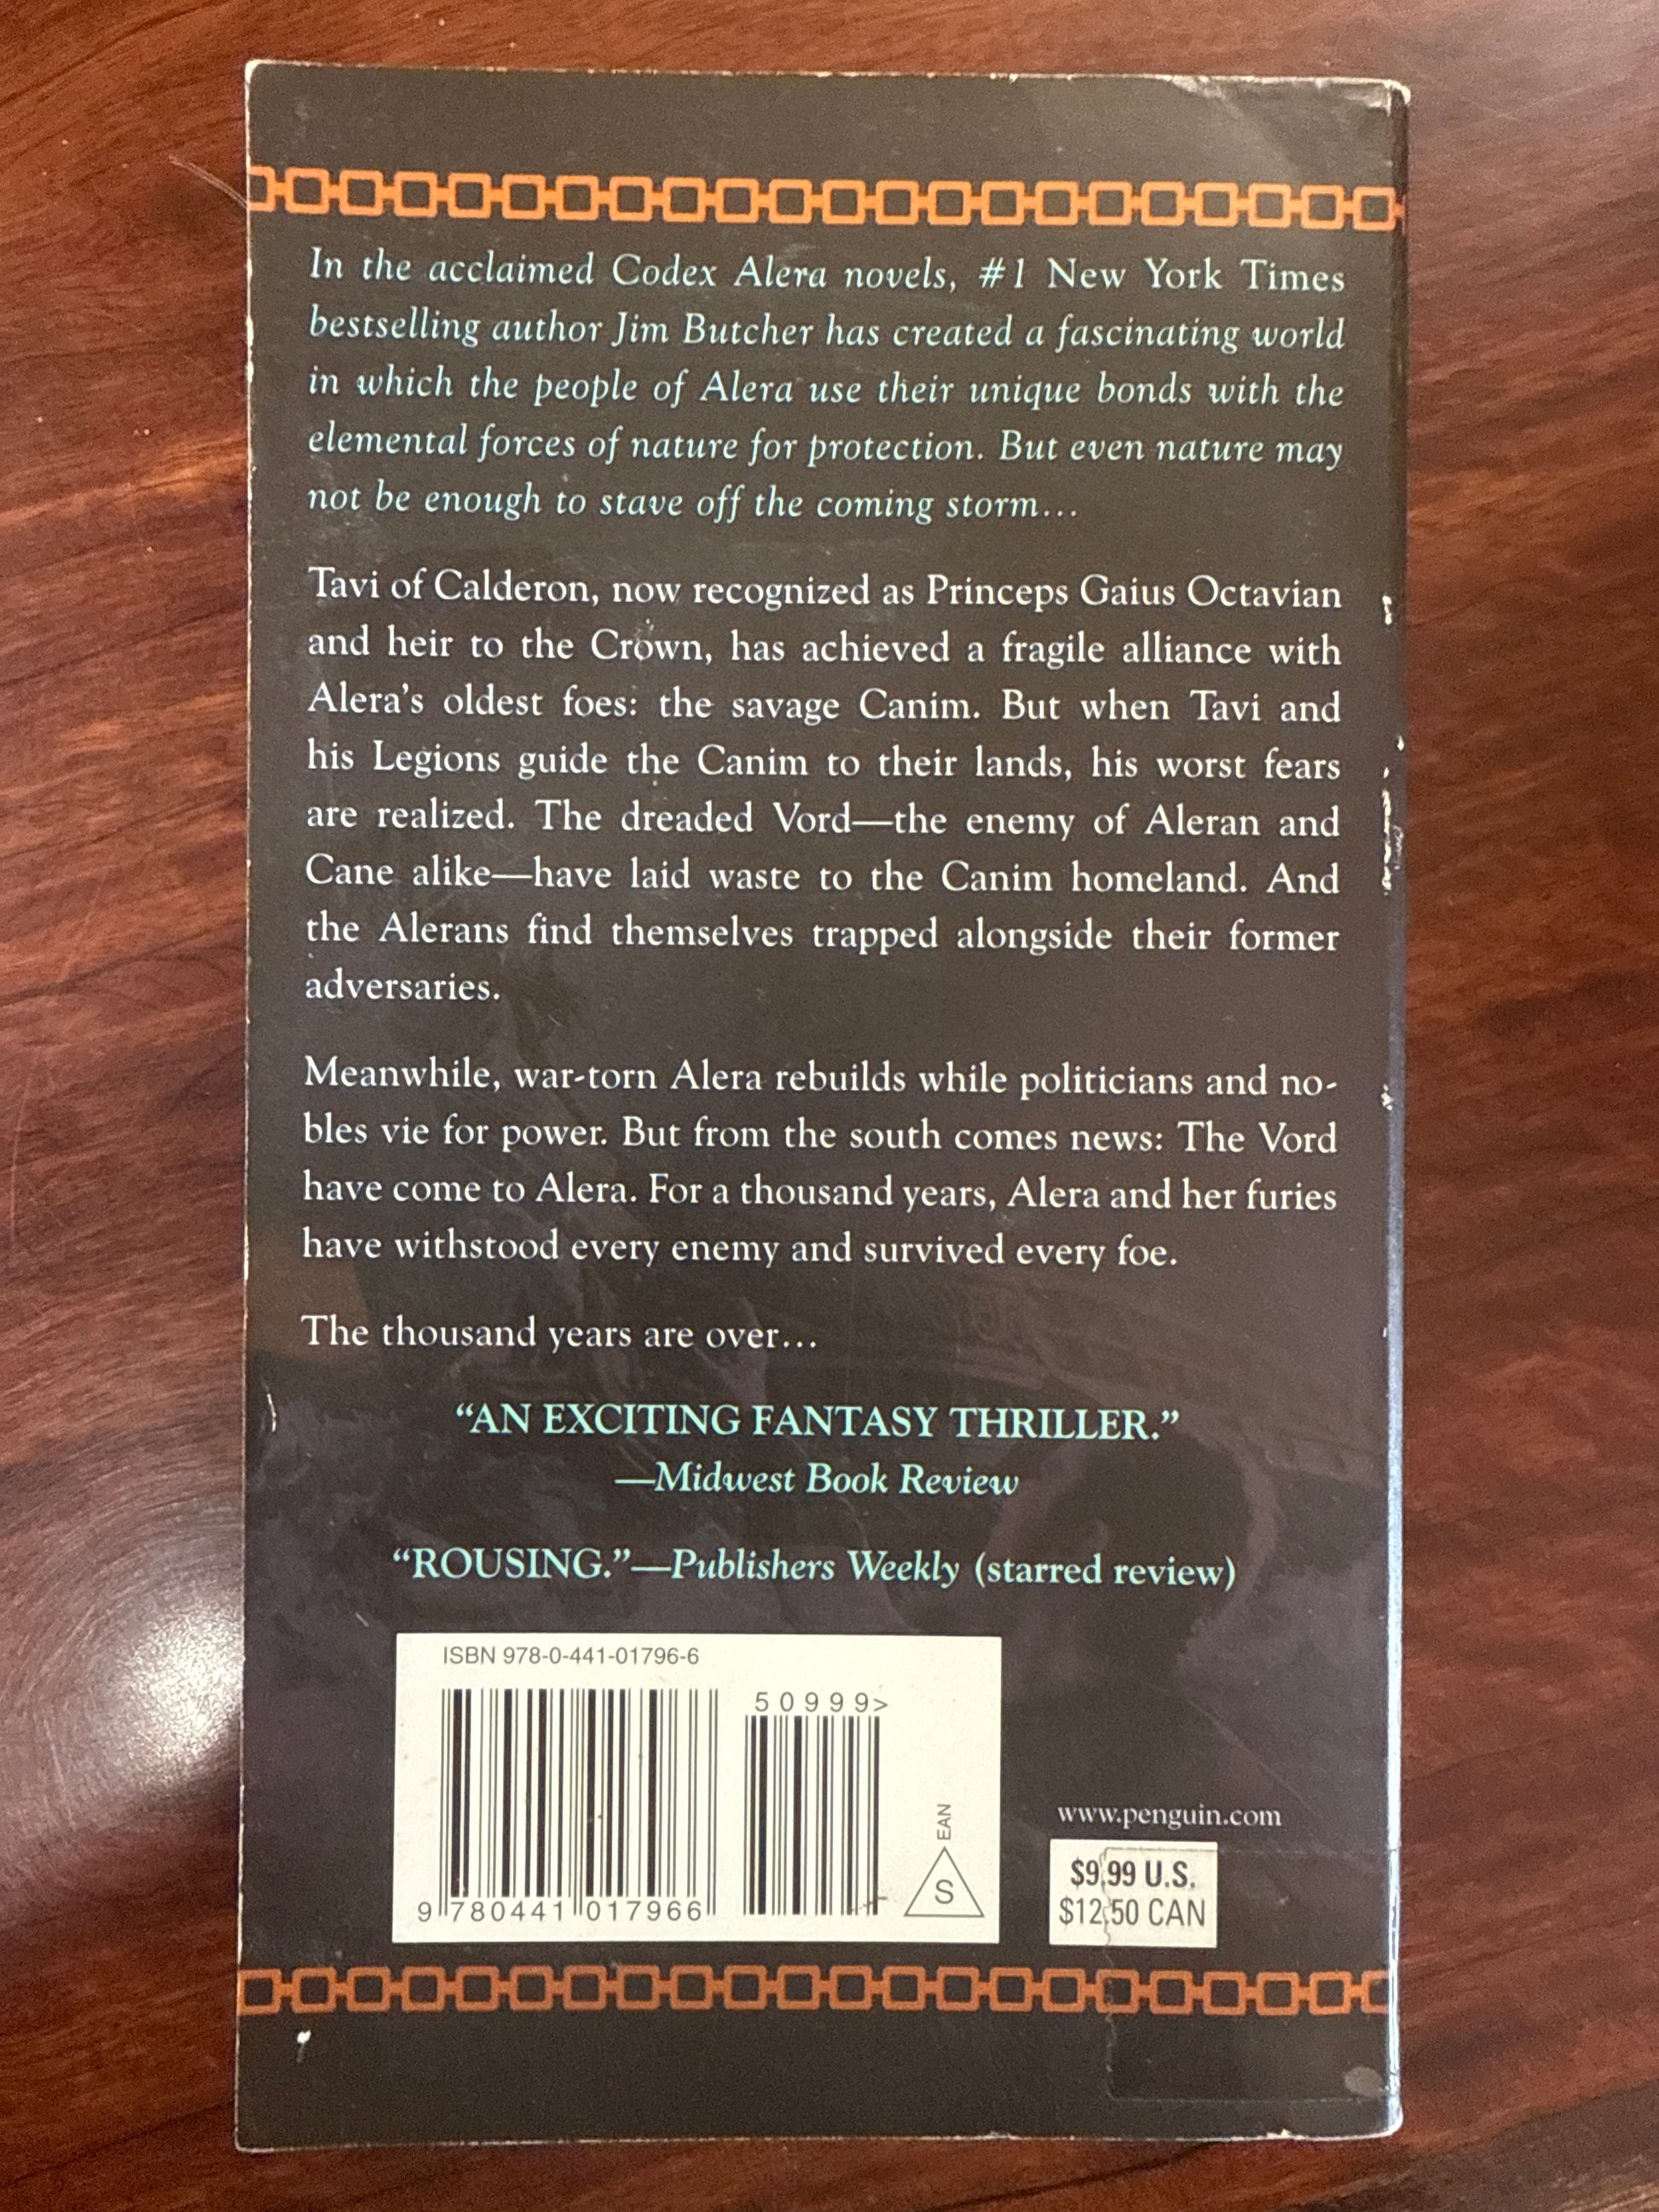 In the acclaimed Codex Alera novels, #1 New York Times
bestselling author Jim Butcher has created a fascinating world
in which the people of Alera use their unique bonds with the
elemental forces of nature for protection. But even nature may
not be enough to stave off the coming storm...
Tavi of Calderon, now recognized as Princeps Gaius Octavian
and heir to the Crown, has achieved a fragile alliance with
Alera's oldest foes: the savage Canim. But when Tavi and
his Legions guide the Canim to their lands, his worst fears
are realized. The dreaded Vord—the enemy of Aleran and
Cane alike—have laid waste to the Canim homeland. And
the Alerans find themselves trapped alongside their former
adversaries.
Meanwhile, war-torn Alera rebuilds while politicians and no-
bles vie for power. But from the south comes news: The Vord
have come to Alera. For a thousand years, Alera and her furies
have withstood every enemy and survived every foe.
The thousand years are over...
“AN EXCITING FANTASY THRILLER.”
—Midwest Book Review
“ROUSING.”—Publishers Weekly (starred review)
ISBN 978-0-441-01796-6
50999>
9 780441 017966
EAN
S
www.penguin.com
$9.99 U.S.
$12.50 CAN